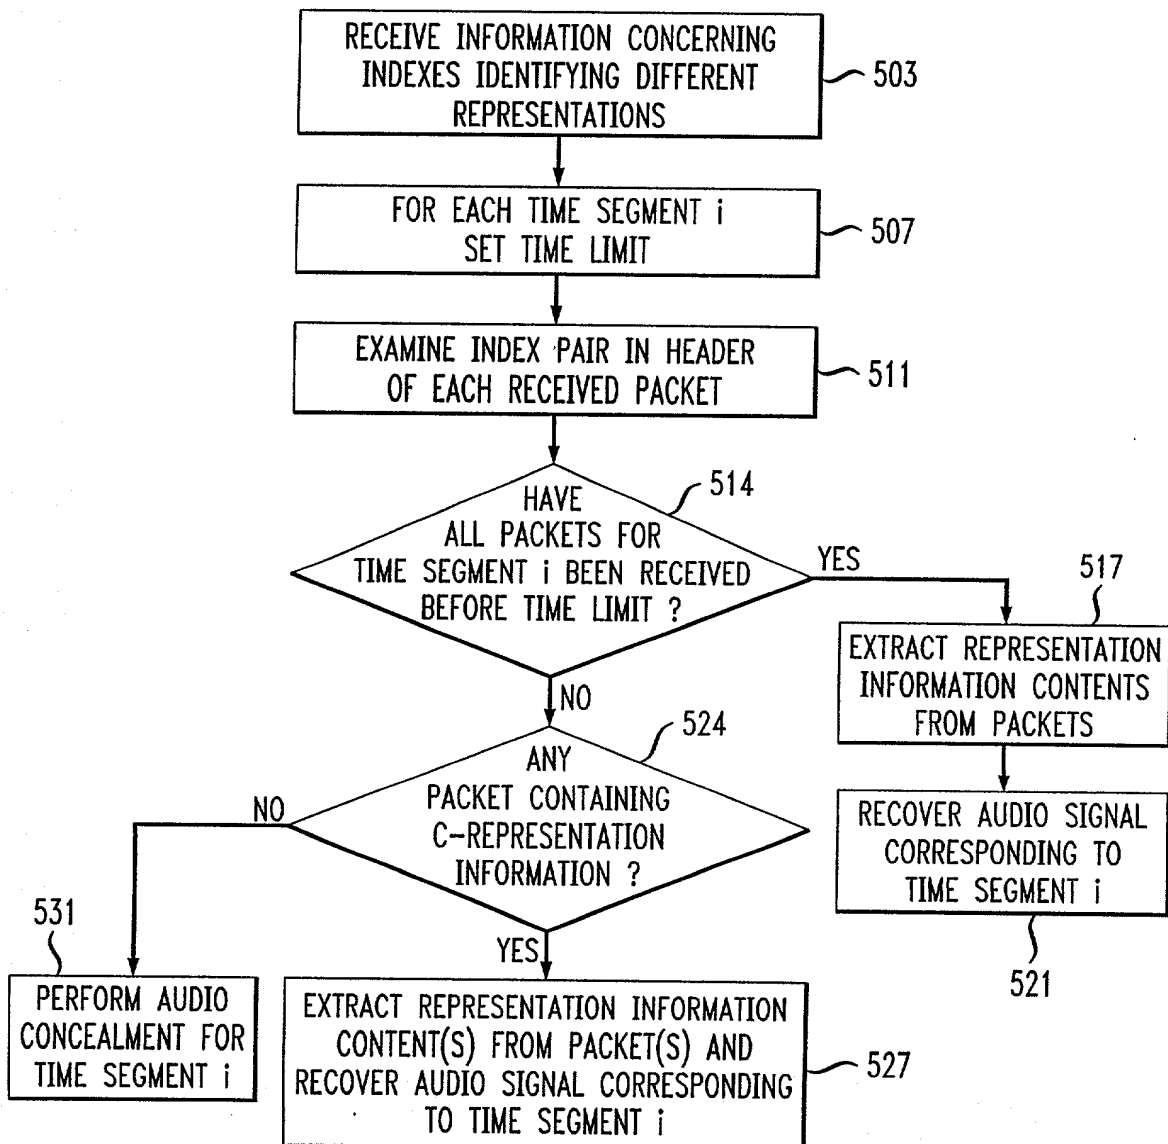 RECEIVE INFORMATION CONCERNING
INDEXES IDENTIFYING DIFFERENT
REPRESENTATIONS
503
FOR EACH TIME SEGMENT i
SET TIME LIMIT
507
EXAMINE INDEX PAIR IN HEADER
OF EACH RECEIVED PACKET
511
HAVE
ALL PACKETS FOR
TIME SEGMENT i BEEN RECEIVED
BEFORE TIME LIMIT ?
514
YES
517
EXTRACT REPRESENTATION
INFORMATION CONTENTS
FROM PACKETS
RECOVER AUDIO SIGNAL
CORRESPONDING TO
TIME SEGMENT i
521
NO
ANY
PACKET CONTAINING
C-REPRESENTATION
INFORMATION ?
524
NO
531
PERFORM AUDIO
CONCEALMENT FOR
TIME SEGMENT i
YES
EXTRACT REPRESENTATION INFORMATION
CONTENT(S) FROM PACKET(S) AND
RECOVER AUDIO SIGNAL CORRESPONDING
TO TIME SEGMENT i
527